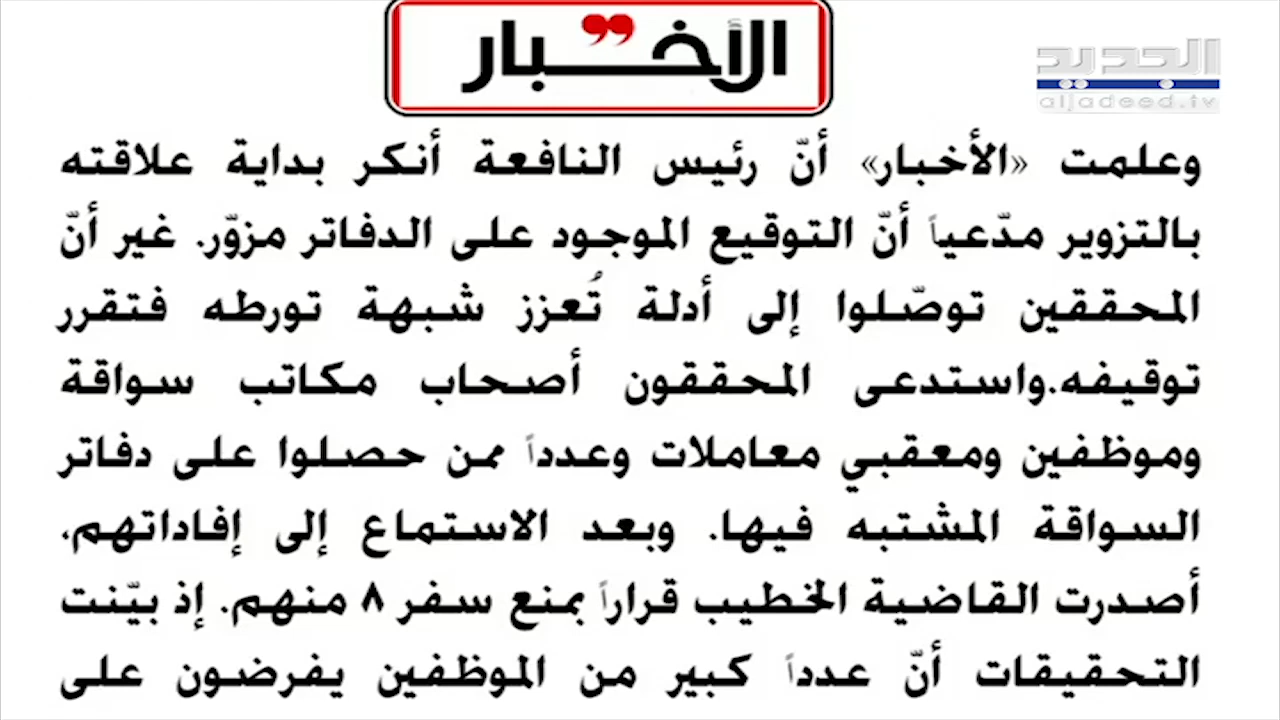 الأخبار
الجديد
aljadeed.tv
وعلمت «الأخبار» أنّ رئيس النافعة أنكر بداية علاقته
بالتزوير مدّعياً أنّ التوقيع الموجود على الدفاتر مزوّر. غير أنّ
المحققين توصّلوا إلى أدلة تُعزز شبهة تورطه فتقرر
توقيفه.واستدعى المحققون أصحاب مكاتب سواقة
وموظفين ومعقبي معاملات وعدداً ممن حصلوا على دفاتر
السواقة المشتبه فيها. وبعد الاستماع إلى إفاداتهم،
أصدرت القاضية الخطيب قراراً بمنع سفر ٨ منهم. إذ بيّنت
التحقيقات أنّ عدداً كبير من الموظفين يفرضون على